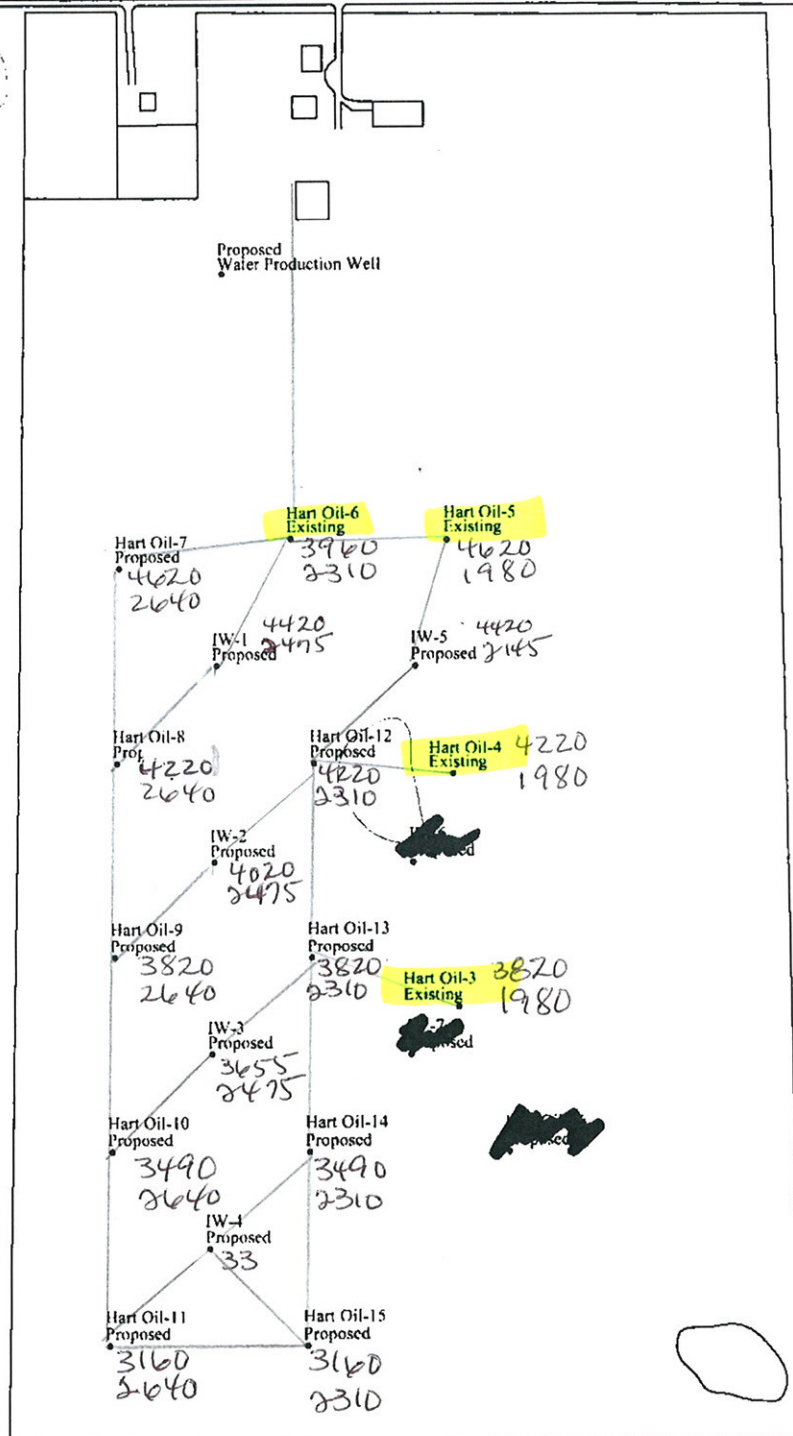 Proposed
Water Production Well
Hart Oil-6
Existing
3960
2310
Hart Oil-5
Existing
4620
1980
Hart Oil-7
Proposed
4620
2640
IW-1
Proposed
4420
2475
IW-5
Proposed
4420
2145
Hart Oil-8
4220
2640
Hart Oil-12
Proposed
4220
2310
Hart Oil-4
Existing
4220
1980
IW-2
Proposed
4020
2475
Hart Oil-9
Proposed
3820
2640
Hart Oil-13
Proposed
3820
2310
Hart Oil-3
Existing
3820
1980
IW-3
Proposed
3655
2475
Hart Oil-10
Proposed
3490
2640
Hart Oil-14
Proposed
3490
2310
IW-4
Proposed
33
Hart Oil-11
Proposed
3160
2640
Hart Oil-15
Proposed
3160
2310